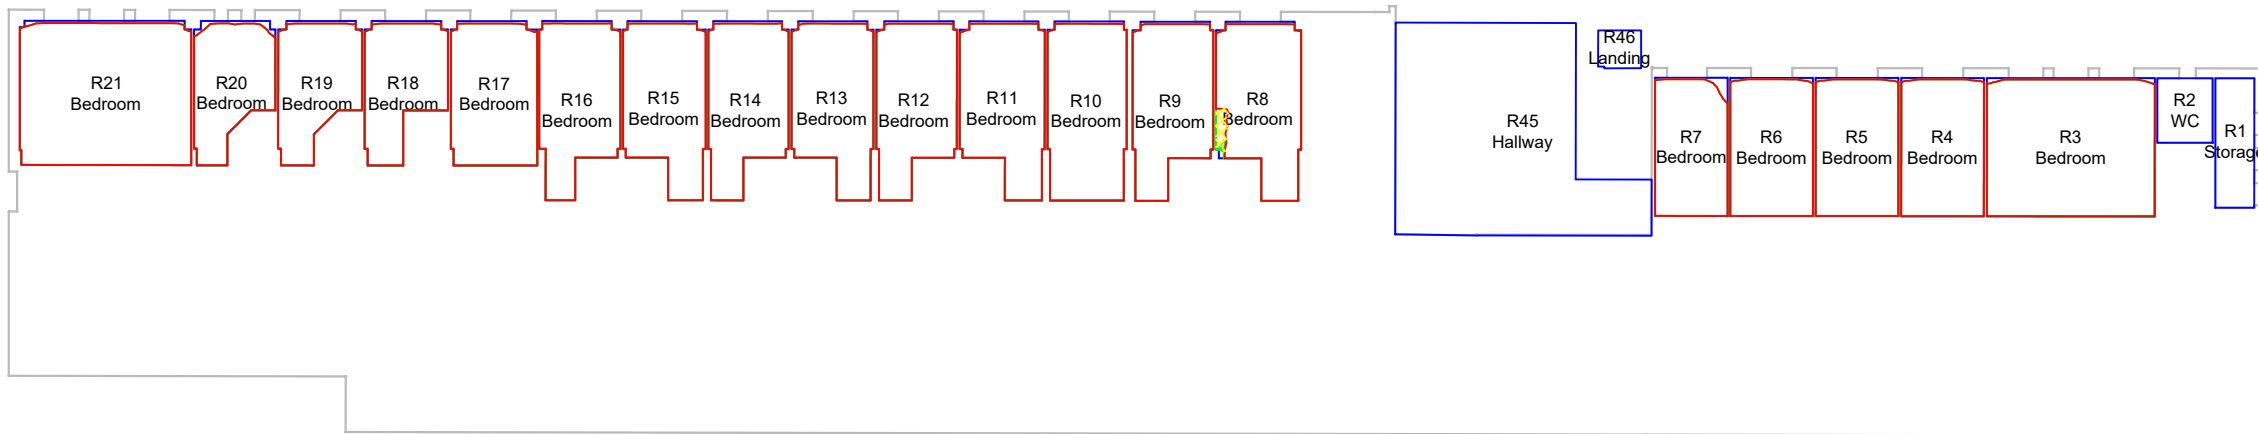 R21
Bedroom
R20
Bedroom
R19
Bedroom
R18
Bedroom
R17
Bedroom
R16
Bedroom
R15
Bedroom
R14
Bedroom
R13
Bedroom
R12
Bedroom
R11
Bedroom
R10
Bedroom
R9
Bedroom
R8
Bedroom
R45
Hallway
R46
Landing
R7
Bedroom
R6
Bedroom
R5
Bedroom
R4
Bedroom
R3
Bedroom
R2
WC
R1
Storage